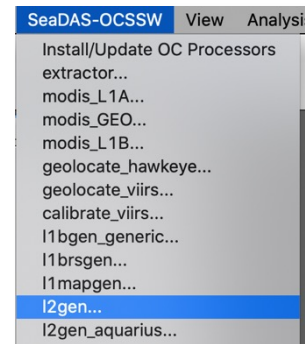 SeaDAS-OCSSW View Analysi
Install/Update OC Processors
extractor...
modis_L1A...
modis_GEO...
modis_L1B...
geolocate_hawkeye...
geolocate_viirs...
calibrate_viirs...
l1bgen_generic...
l1brsgen...
l1mapgen...
l2gen...
l2gen_aquarius...